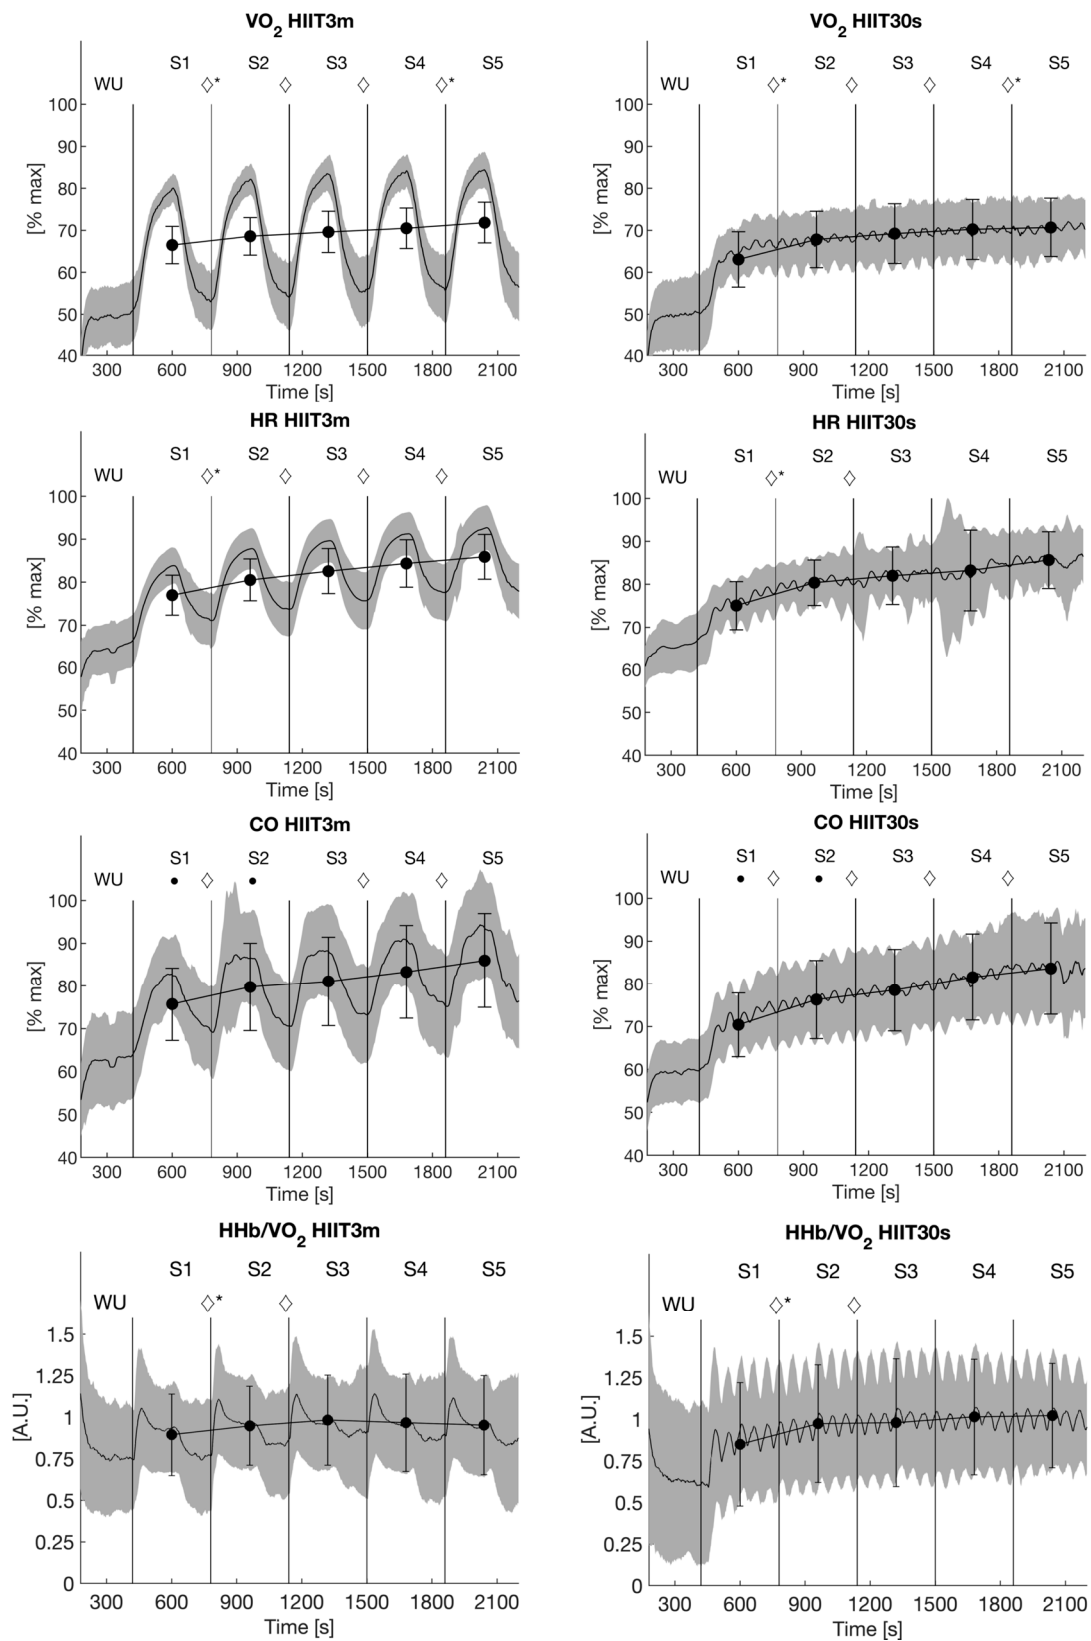 VO2 HIIT3m
S1 S2 S3 S4 S5
WU ◇* ◇ ◇ ◇*
100
90
80
70
60
50
40
[% max]
300 600 900 1200 1500 1800 2100
Time [s]
VO2 HIIT30s
S1 S2 S3 S4 S5
WU ◇* ◇ ◇ ◇*
100
90
80
70
60
50
40
[% max]
300 600 900 1200 1500 1800 2100
Time [s]
HR HIIT3m
S1 S2 S3 S4 S5
WU ◇* ◇ ◇ ◇
100
90
80
70
60
50
40
[% max]
300 600 900 1200 1500 1800 2100
Time [s]
HR HIIT30s
S1 S2 S3 S4 S5
WU ◇* ◇
100
90
80
70
60
50
40
[% max]
300 600 900 1200 1500 1800 2100
Time [s]
CO HIIT3m
S1 S2 S3 S4 S5
WU • ◇ • ◇ ◇
100
90
80
70
60
50
40
[% max]
300 600 900 1200 1500 1800 2100
Time [s]
CO HIIT30s
S1 S2 S3 S4 S5
WU • ◇ • ◇ ◇ ◇
100
90
80
70
60
50
40
[% max]
300 600 900 1200 1500 1800 2100
Time [s]
HHb/VO2 HIIT3m
S1 S2 S3 S4 S5
WU ◇* ◇
1.5
1.25
1
0.75
0.5
0.25
0
[A.U.]
300 600 900 1200 1500 1800 2100
Time [s]
HHb/VO2 HIIT30s
S1 S2 S3 S4 S5
WU ◇* ◇
1.5
1.25
1
0.75
0.5
0.25
0
[A.U.]
300 600 900 1200 1500 1800 2100
Time [s]